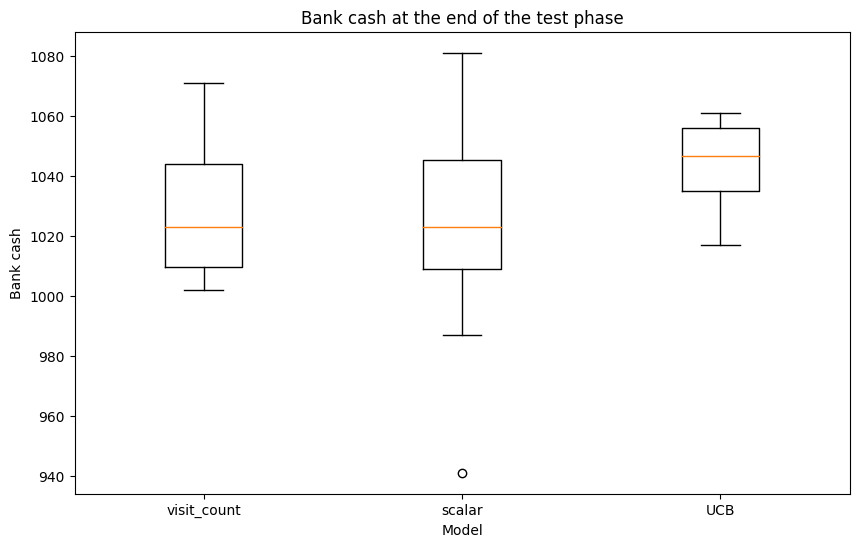 Bank cash at the end of the test phase
1080
1060
1040
1020
1000
980
960
940
Bank cash
visit_count
scalar
UCB
Model